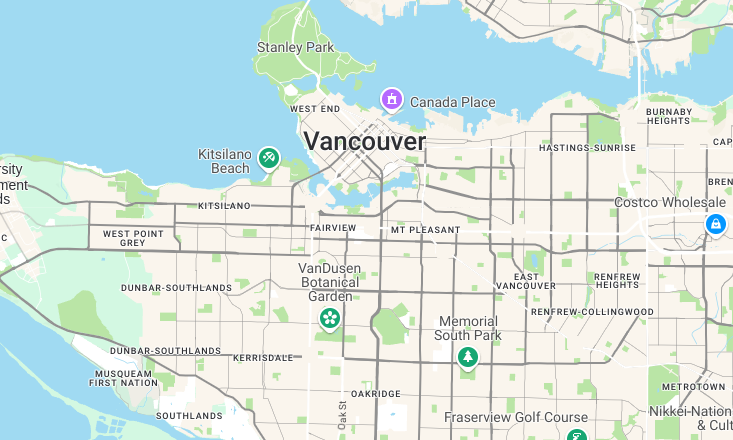 Stanley Park
Canada Place
WEST END
BURNABY
HEIGHTS
Vancouver
HASTINGS-SUNRISE
CAP
Kitsilano
Beach
rsity
ment
ds
BREN
Costco Wholesale
KITSILANO
FAIRVIEW
MT PLEASANT
WEST POINT
GREY
C
VanDusen
Botanical
Garden
EAST
VANCOUVER
RENFREW
HEIGHTS
DUNBAR-SOUTHLANDS
RENFREW-COLLINGWOOD
Memorial
South Park
DUNBAR-SOUTHLANDS
KERRISDALE
MUSQUEAM
FIRST NATION
METROTOWN
OAKRIDGE
Oak St
SOUTHLANDS
Fraserview Golf Course
Nikkei Nation
& Cult